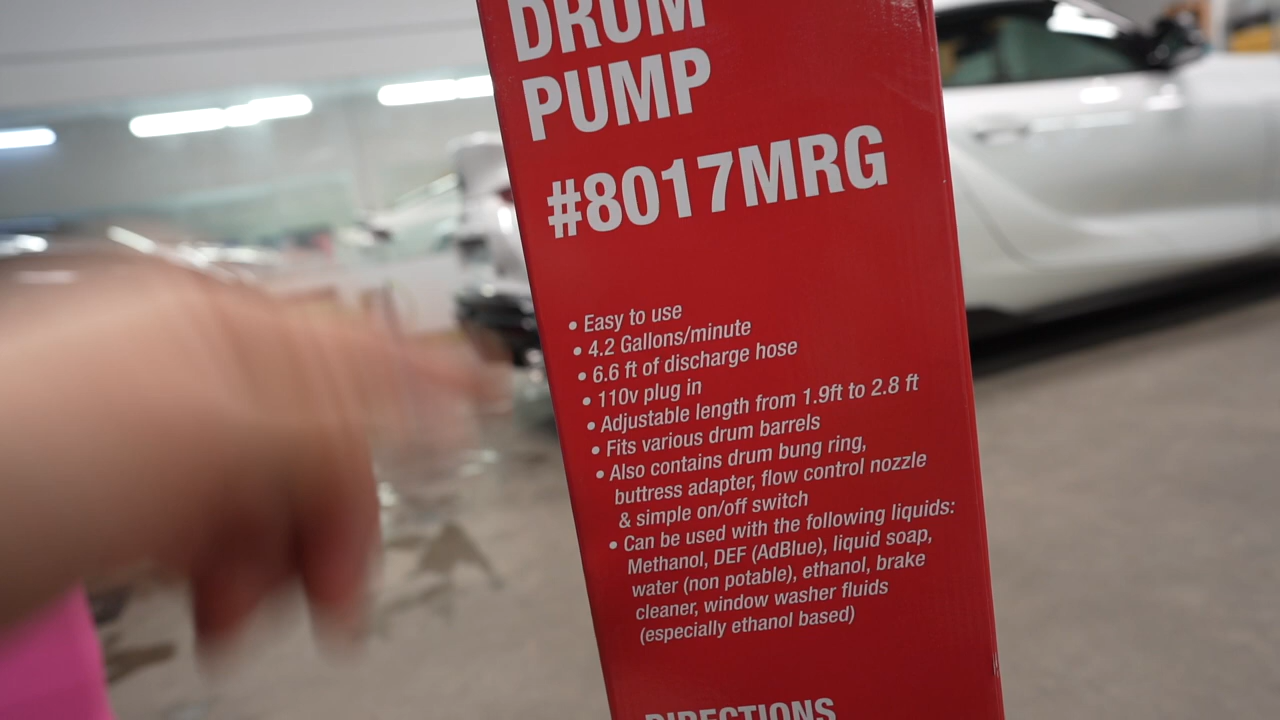 DRUM
PUMP
#8017MRG
• Easy to use
• 4.2 Gallons/minute
• 6.6 ft of discharge hose
• 110v plug in
• Adjustable length from 1.9ft to 2.8 ft
• Fits various drum barrels
• Also contains drum bung ring,
buttress adapter, flow control nozzle
& simple on/off switch
• Can be used with the following liquids:
Methanol, DEF (AdBlue), liquid soap,
water (non potable), ethanol, brake
cleaner, window washer fluids
(especially ethanol based)
DIRECTIONS